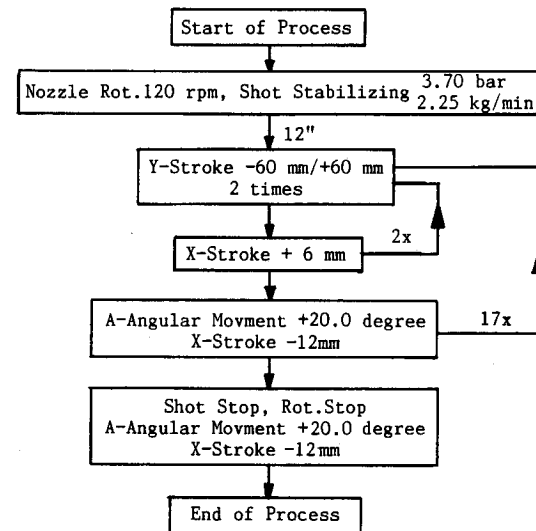 Start of Process
Nozzle Rot.120 rpm, Shot Stabilizing 3.70 bar
2.25 kg/min
12"
Y-Stroke -60 mm/+60 mm
2 times
X-Stroke + 6 mm
2x
A-Angular Movment +20.0 degree
X-Stroke -12mm
17x
Shot Stop, Rot.Stop
A-Angular Movment +20.0 degree
X-Stroke -12mm
End of Process